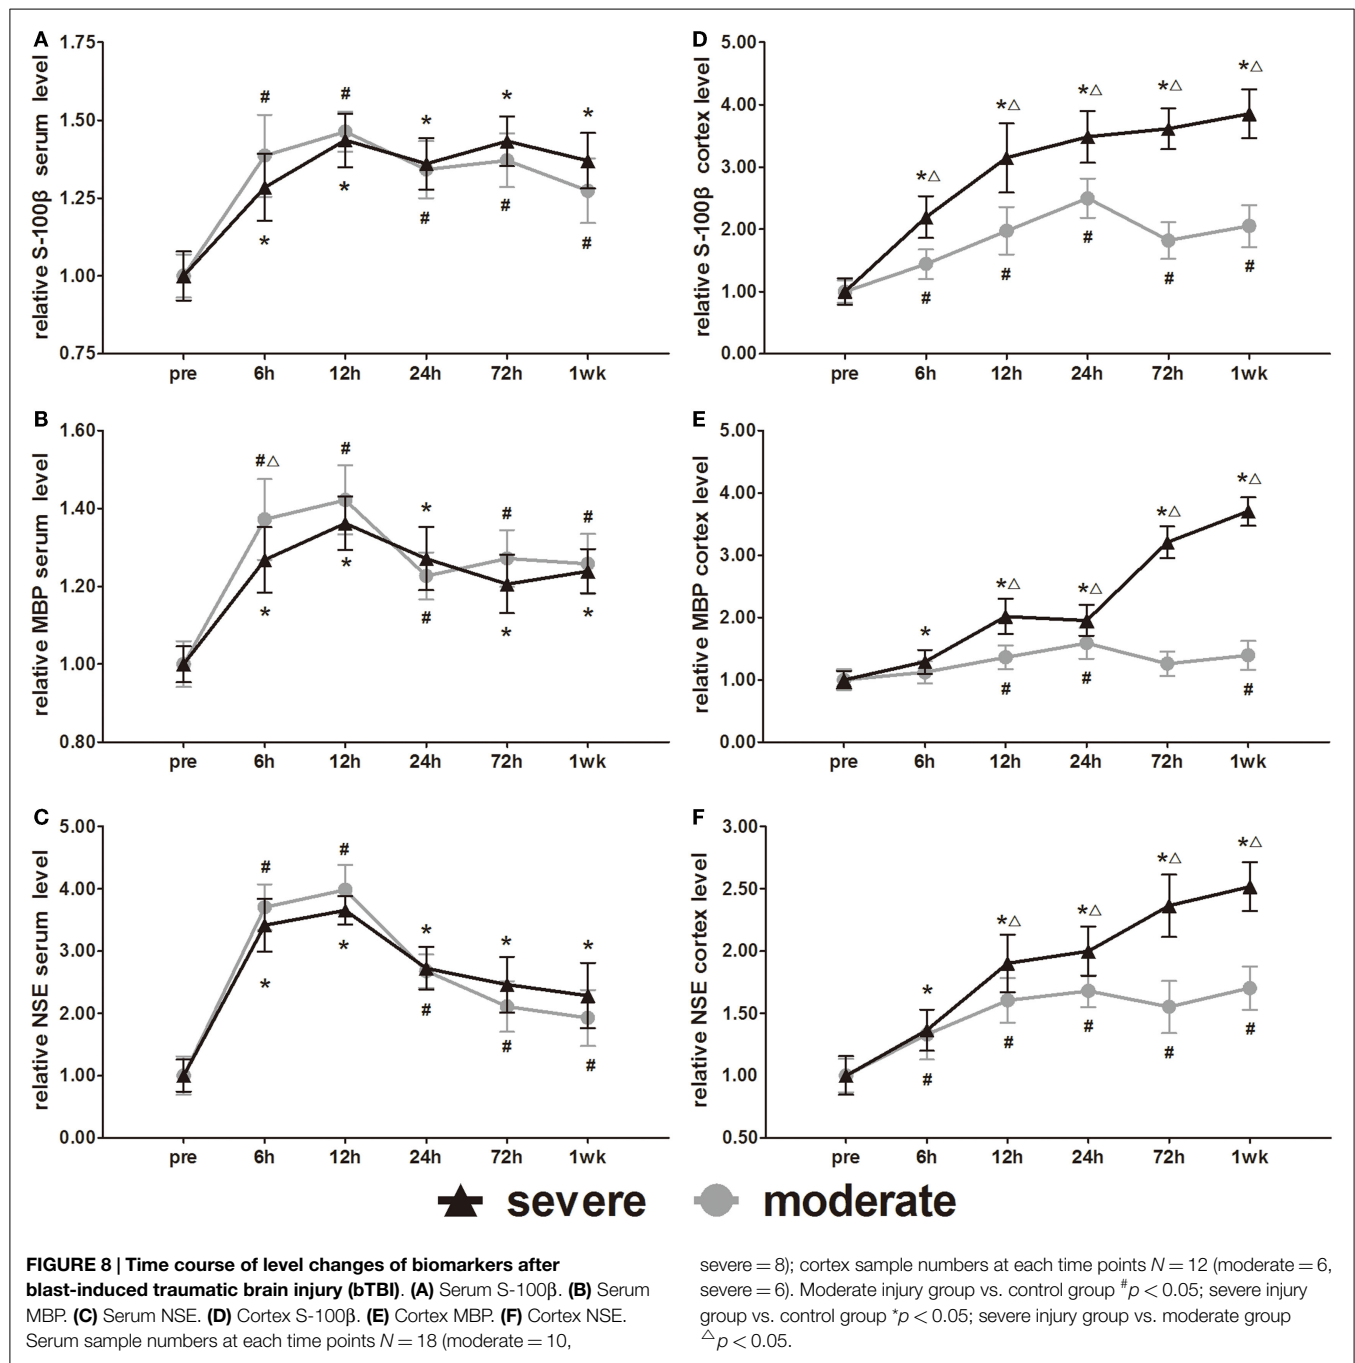 A
relative S-100β serum level
1.75
1.50
1.25
1.00
0.75
# # * * *
* * # # #
pre 6h 12h 24h 72h 1wk
D
relative S-100β cortex level
5.00
4.00
3.00
2.00
1.00
0.00
*△ *△ *△ *△ *△
# # # # #
pre 6h 12h 24h 72h 1wk
B
relative MBP serum level
1.60
1.40
1.20
1.00
0.80
#△ # * # #
* * # * *
pre 6h 12h 24h 72h 1wk
E
relative MBP cortex level
5.00
4.00
3.00
2.00
1.00
0.00
* *△ *△ *△ *△
# # #
pre 6h 12h 24h 72h 1wk
C
relative NSE serum level
5.00
4.00
3.00
2.00
1.00
0.00
# # * * *
* * # # #
pre 6h 12h 24h 72h 1wk
F
relative NSE cortex level
3.00
2.50
2.00
1.50
1.00
0.50
* *△ *△ *△ *△
# # # # #
pre 6h 12h 24h 72h 1wk
severe moderate
FIGURE 8 | Time course of level changes of biomarkers after
blast-induced traumatic brain injury (bTBI). (A) Serum S-100β. (B) Serum
MBP. (C) Serum NSE. (D) Cortex S-100β. (E) Cortex MBP. (F) Cortex NSE.
Serum sample numbers at each time points N = 18 (moderate = 10,
severe = 8); cortex sample numbers at each time points N = 12 (moderate = 6,
severe = 6). Moderate injury group vs. control group #p < 0.05; severe injury
group vs. control group *p < 0.05; severe injury group vs. moderate group
△p < 0.05.